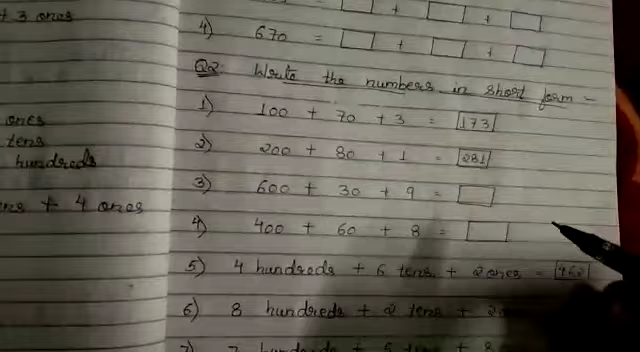 + 3 ones
ones
tens
hundreds
+ 4 ones
+ +
4) 670 = + +
Q2. Write the numbers in short form -
1) 100 + 70 + 3 = 173
2) 200 + 80 + 1 = 281
3) 600 + 30 + 9 =
4) 400 + 60 + 8 =
5) 4 hundreds + 6 tens + 2 ones = 462
6) 8 hundreds + 2 tens +
hundreds + tens +